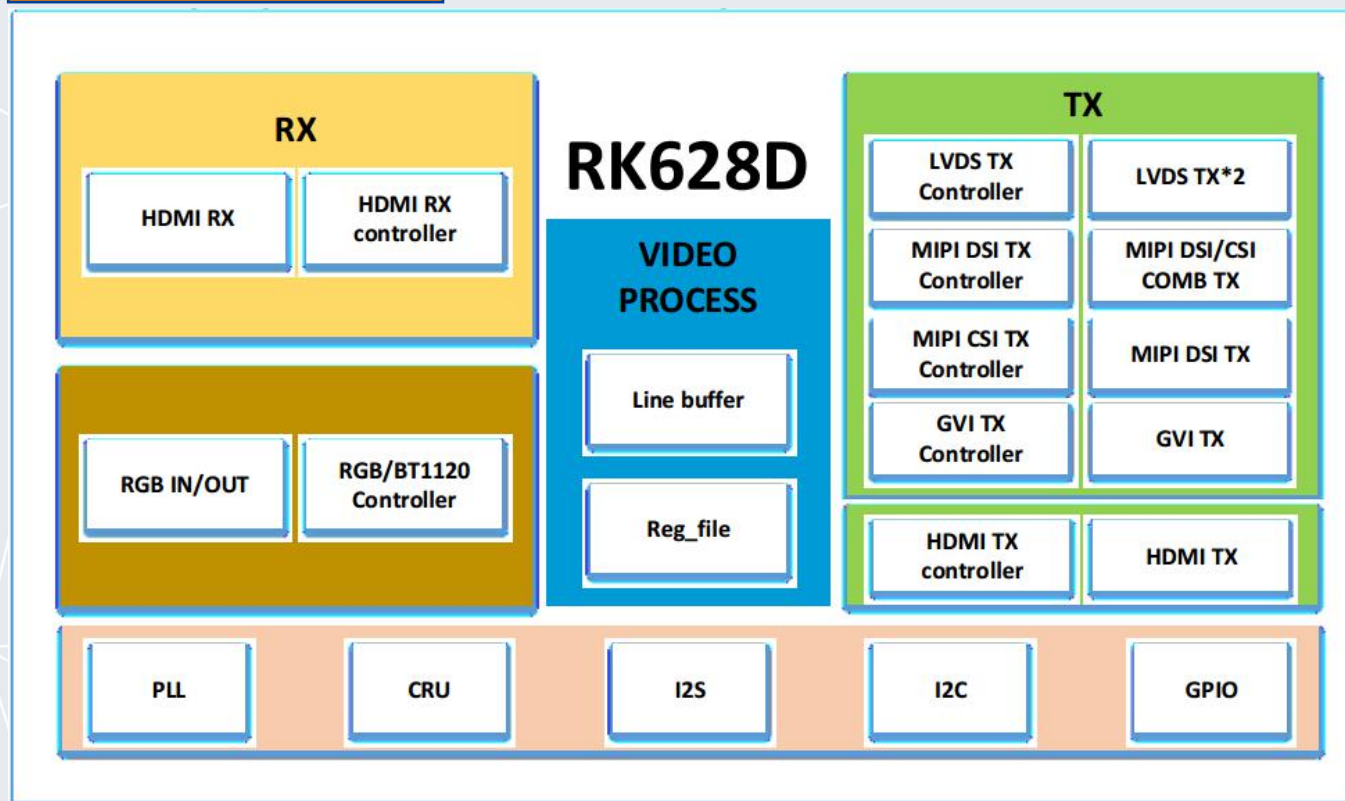 RX
HDMI RX
HDMI RX
controller
RGB IN/OUT
RGB/BT1120
Controller
RK628D
VIDEO
PROCESS
Line buffer
Reg_file
TX
LVDS TX
Controller
LVDS TX*2
MIPI DSI TX
Controller
MIPI DSI/CSI
COMB TX
MIPI CSI TX
Controller
MIPI DSI TX
GVI TX
Controller
GVI TX
HDMI TX
controller
HDMI TX
PLL
CRU
I2S
I2C
GPIO